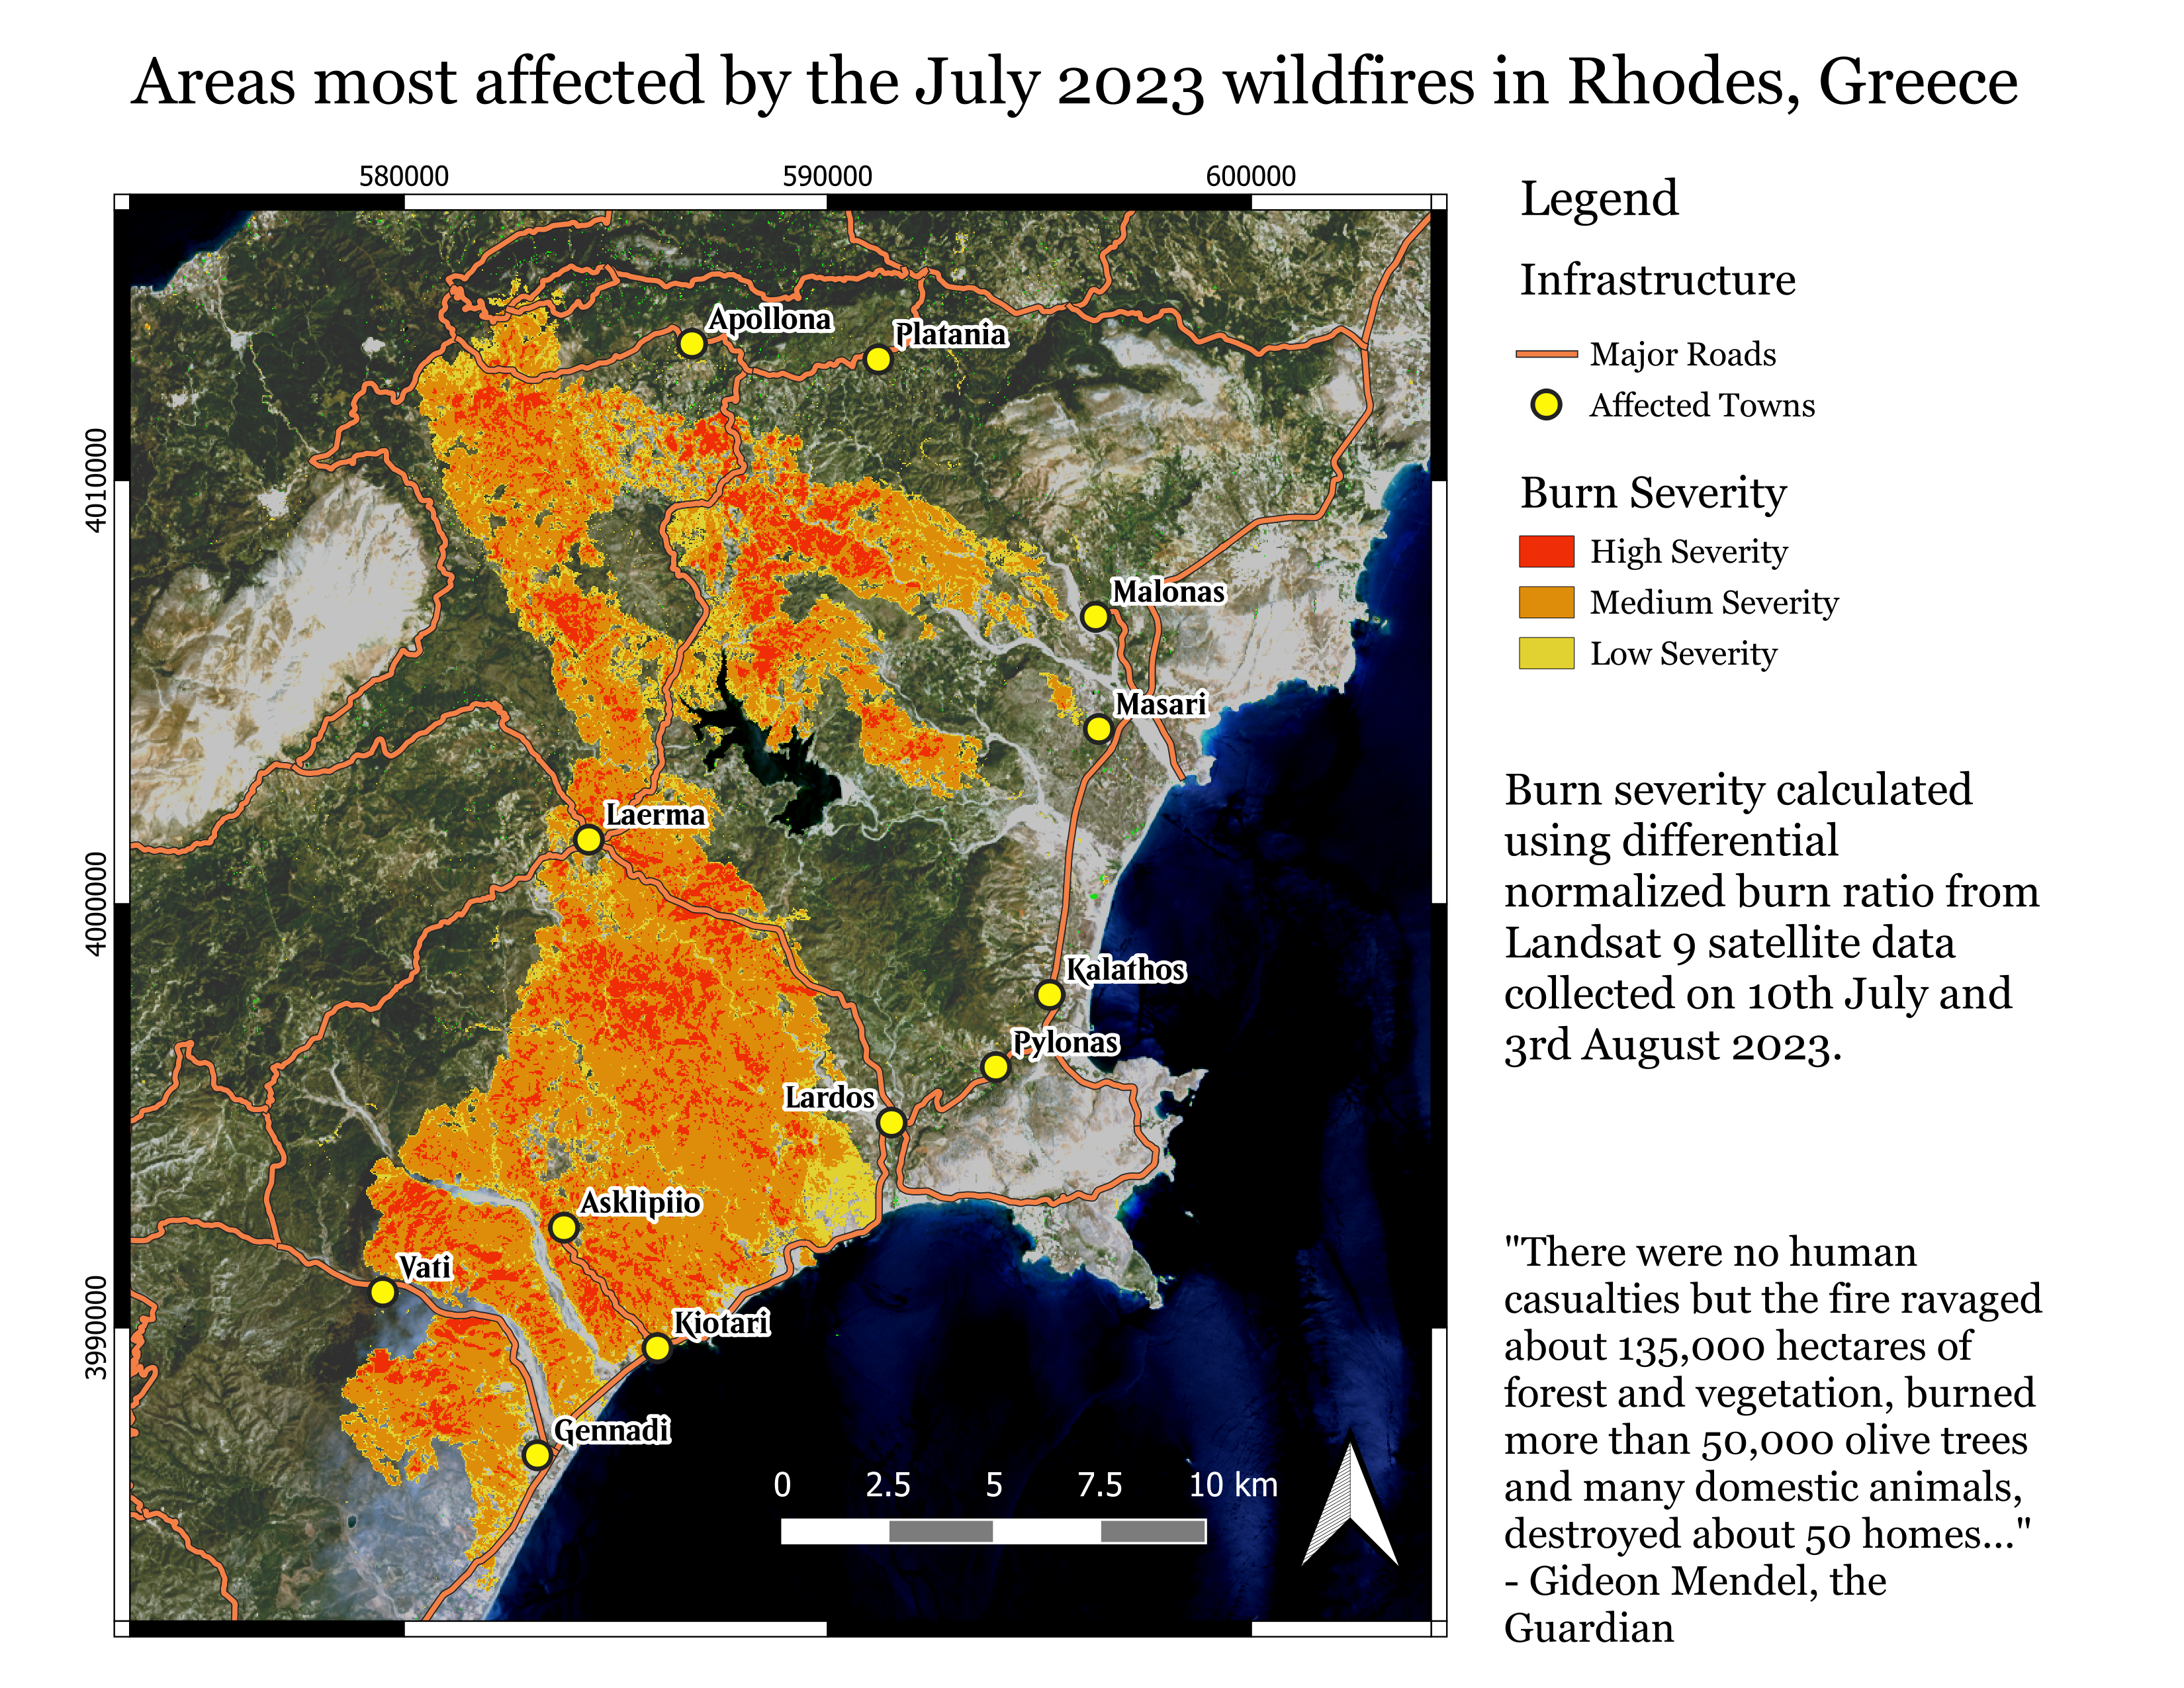 Areas most affected by the July 2023 wildfires in Rhodes, Greece
580000 590000 600000
4010000
4000000
3990000
Apollona
Platania
Malonas
Masari
Laerma
Kalathos
Pylonas
Lardos
Asklipiio
Vati
Kiotari
Gennadi
0 2.5 5 7.5 10 km
Legend
Infrastructure
Major Roads
Affected Towns
Burn Severity
High Severity
Medium Severity
Low Severity
Burn severity calculated
using differential
normalized burn ratio from
Landsat 9 satellite data
collected on 10th July and
3rd August 2023.
"There were no human
casualties but the fire ravaged
about 135,000 hectares of
forest and vegetation, burned
more than 50,000 olive trees
and many domestic animals,
destroyed about 50 homes..."
- Gideon Mendel, the
Guardian